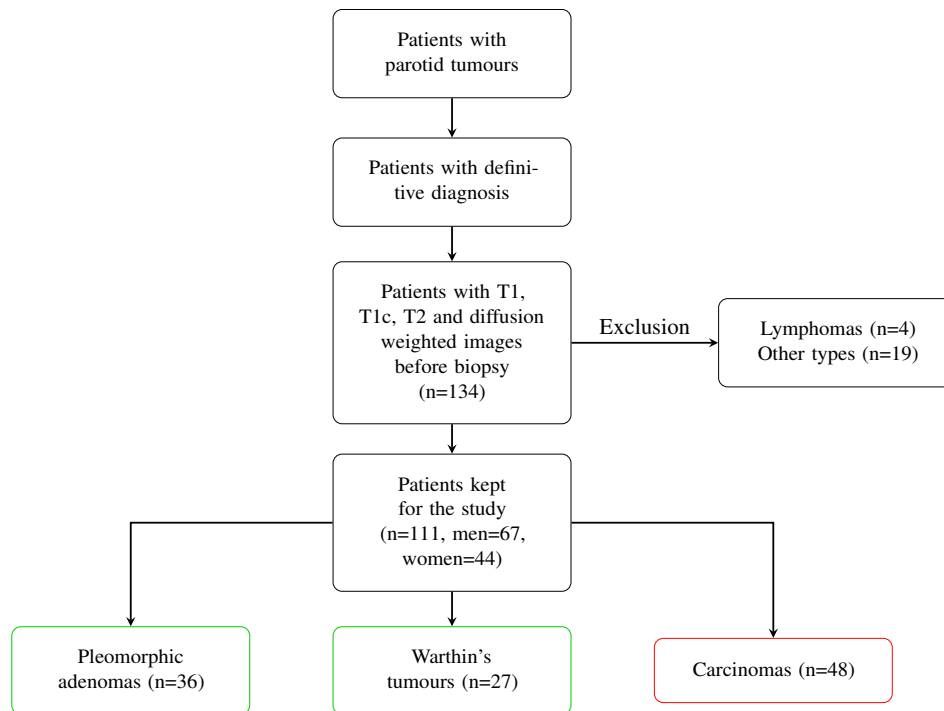 Patients with
parotid tumours
Patients with defini-
tive diagnosis
Patients with T1,
T1c, T2 and diffusion
weighted images
before biopsy
(n=134)
Exclusion
Lymphomas (n=4)
Other types (n=19)
Patients kept
for the study
(n=111, men=67,
women=44)
Pleomorphic
adenomas (n=36)
Warthin's
tumours (n=27)
Carcinomas (n=48)